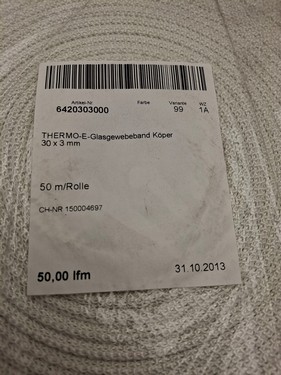 Artikel Nr. Farbe Variante WZ
6420303000 99 1A
THERMO-E-Glasgewebeband Köper
30 x 3 mm
50 m/Rolle
CH-NR 150004697
50,00 lfm 31.10.2013